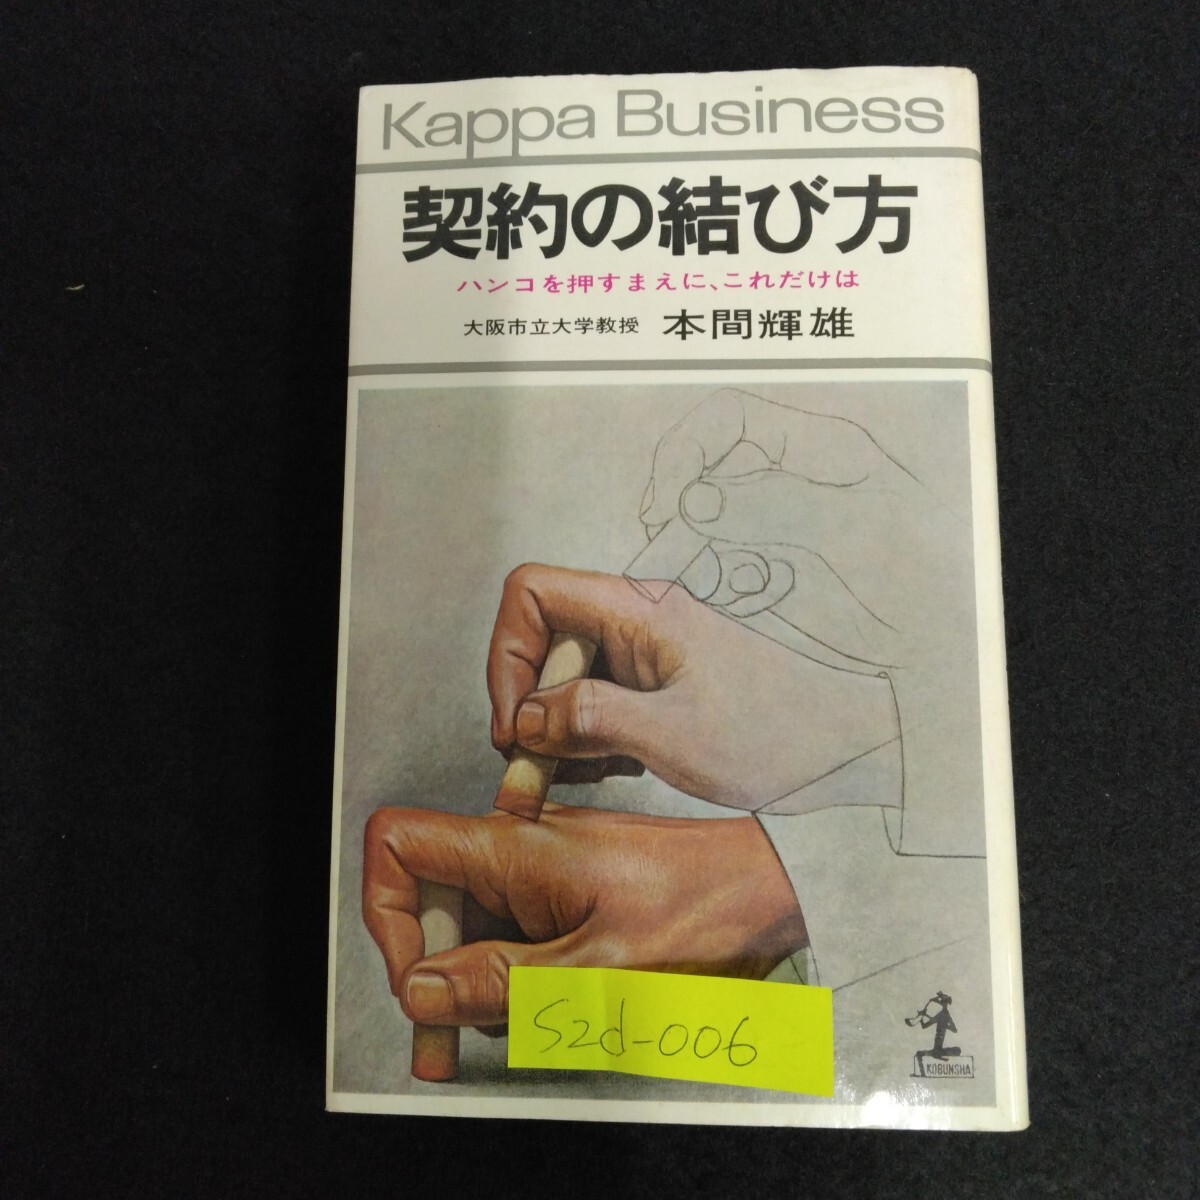 Kappa Business
契約の結び方
ハンコを押すまえに、これだけは
大阪市立大学教授 本間輝雄
S2d-006
KOBUNSHA